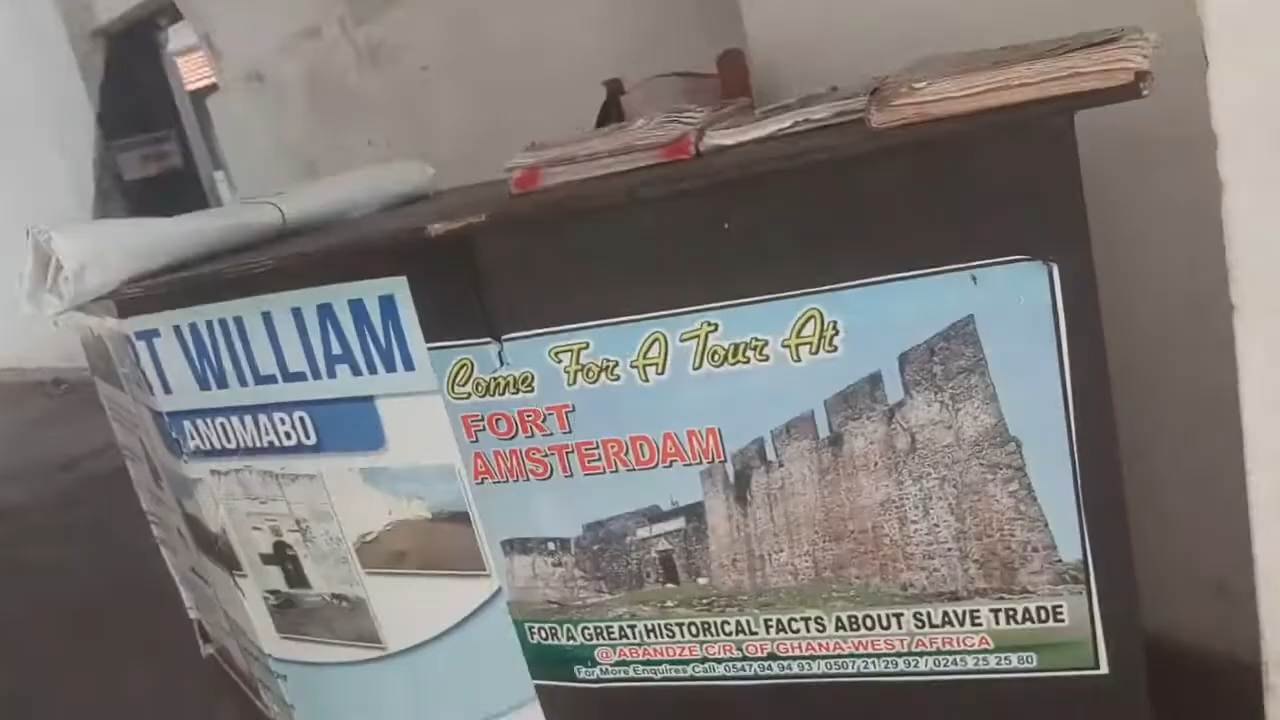 RT WILLIAM
ANOMABO
Come For A Tour At
FORT
AMSTERDAM
FOR A GREAT HISTORICAL FACTS ABOUT SLAVE TRADE
@ ABANDZE C/R. OF GHANA-WEST AFRICA
For More Enquires Call: 0547 94 94 93 / 0507 21 29 92 / 0245 25 25 80